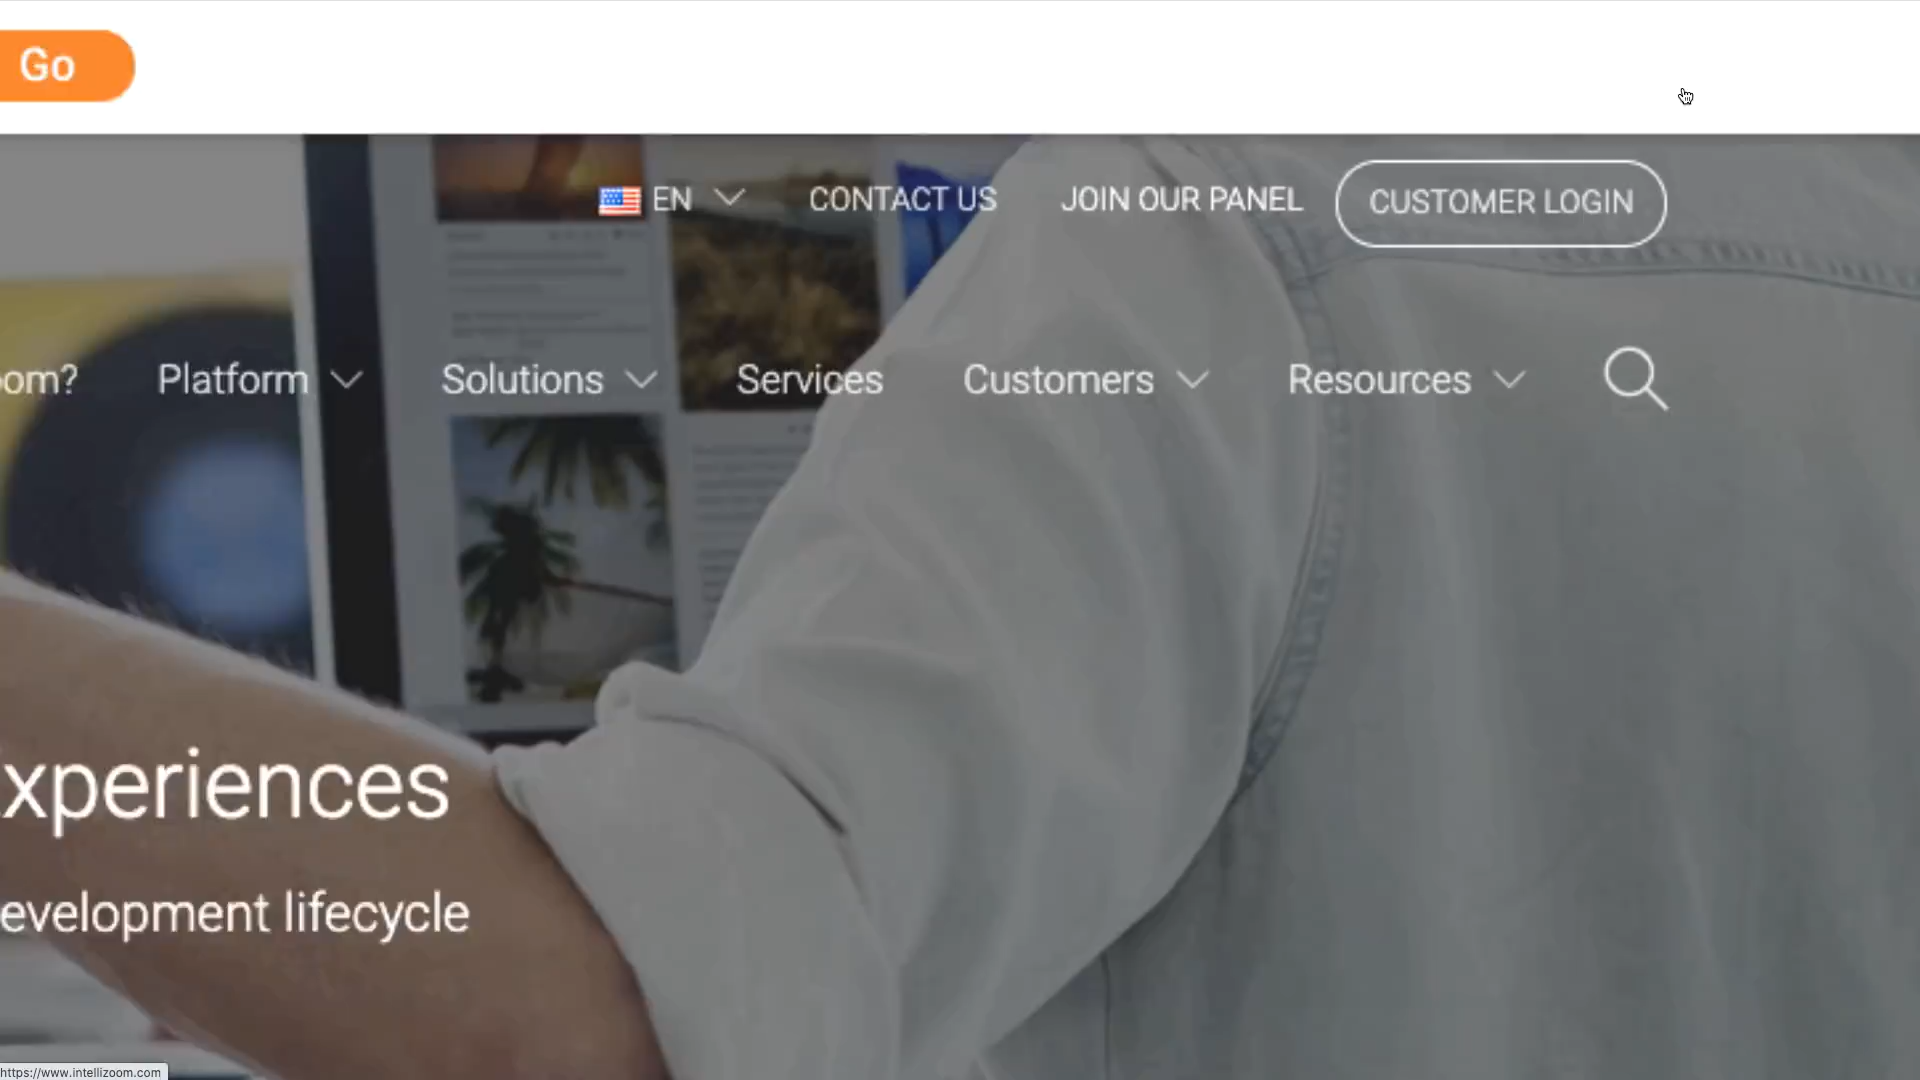 Go
EN
CONTACT US
JOIN OUR PANEL
CUSTOMER LOGIN
oom?
Platform
Solutions
Services
Customers
Resources
xperiences
evelopment lifecycle
https://www.intellizoom.com